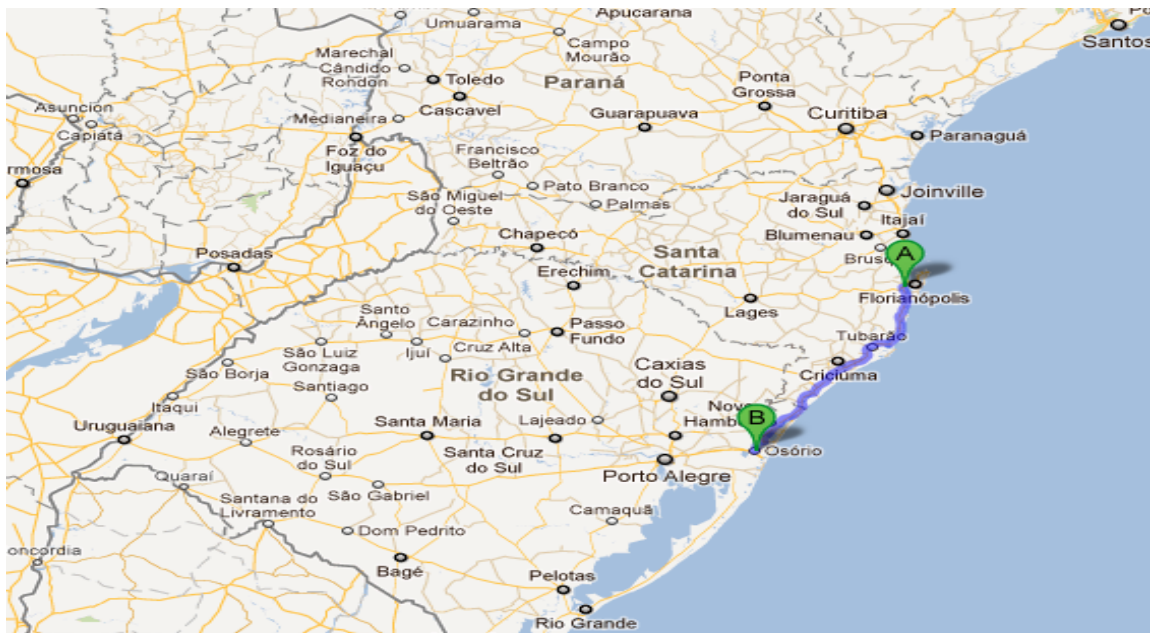 Umuarama
Apucarana
Campo
Mourão
Santos
Marechal
Cândido
Rondon
Toledo
Paraná
Ponta
Grossa
Cascavel
Asunción
Capiatá
Medianeira
Guarapuava
Curitiba
Paranaguá
Foz do
Iguaçu
Francisco
Beltrão
rmosa
Pato Branco
São Miguel
do Oeste
Palmas
Joinville
Jaraguá
do Sul
Itajaí
Chapecó
Blumenau
Santa
Catarina
Brusq
A
Posadas
Erechim
Florianópolis
Lages
Santo
Ângelo
Carazinho
Passo
Fundo
Tubarão
São Luiz
Gonzaga
Ijuí
Cruz Alta
Criciúma
São Borja
Rio Grande
do Sul
Caxias
do Sul
Santiago
Itaqui
Novo
Hamb
B
Uruguaiana
Alegrete
Santa Maria
Lajeado
Santa Cruz
do Sul
Osório
Rosário
do Sul
Porto Alegre
Quaraí
São Gabriel
Santana do
Livramento
Camaquã
Dom Pedrito
oncordia
Bagé
Pelotas
Rio Grande